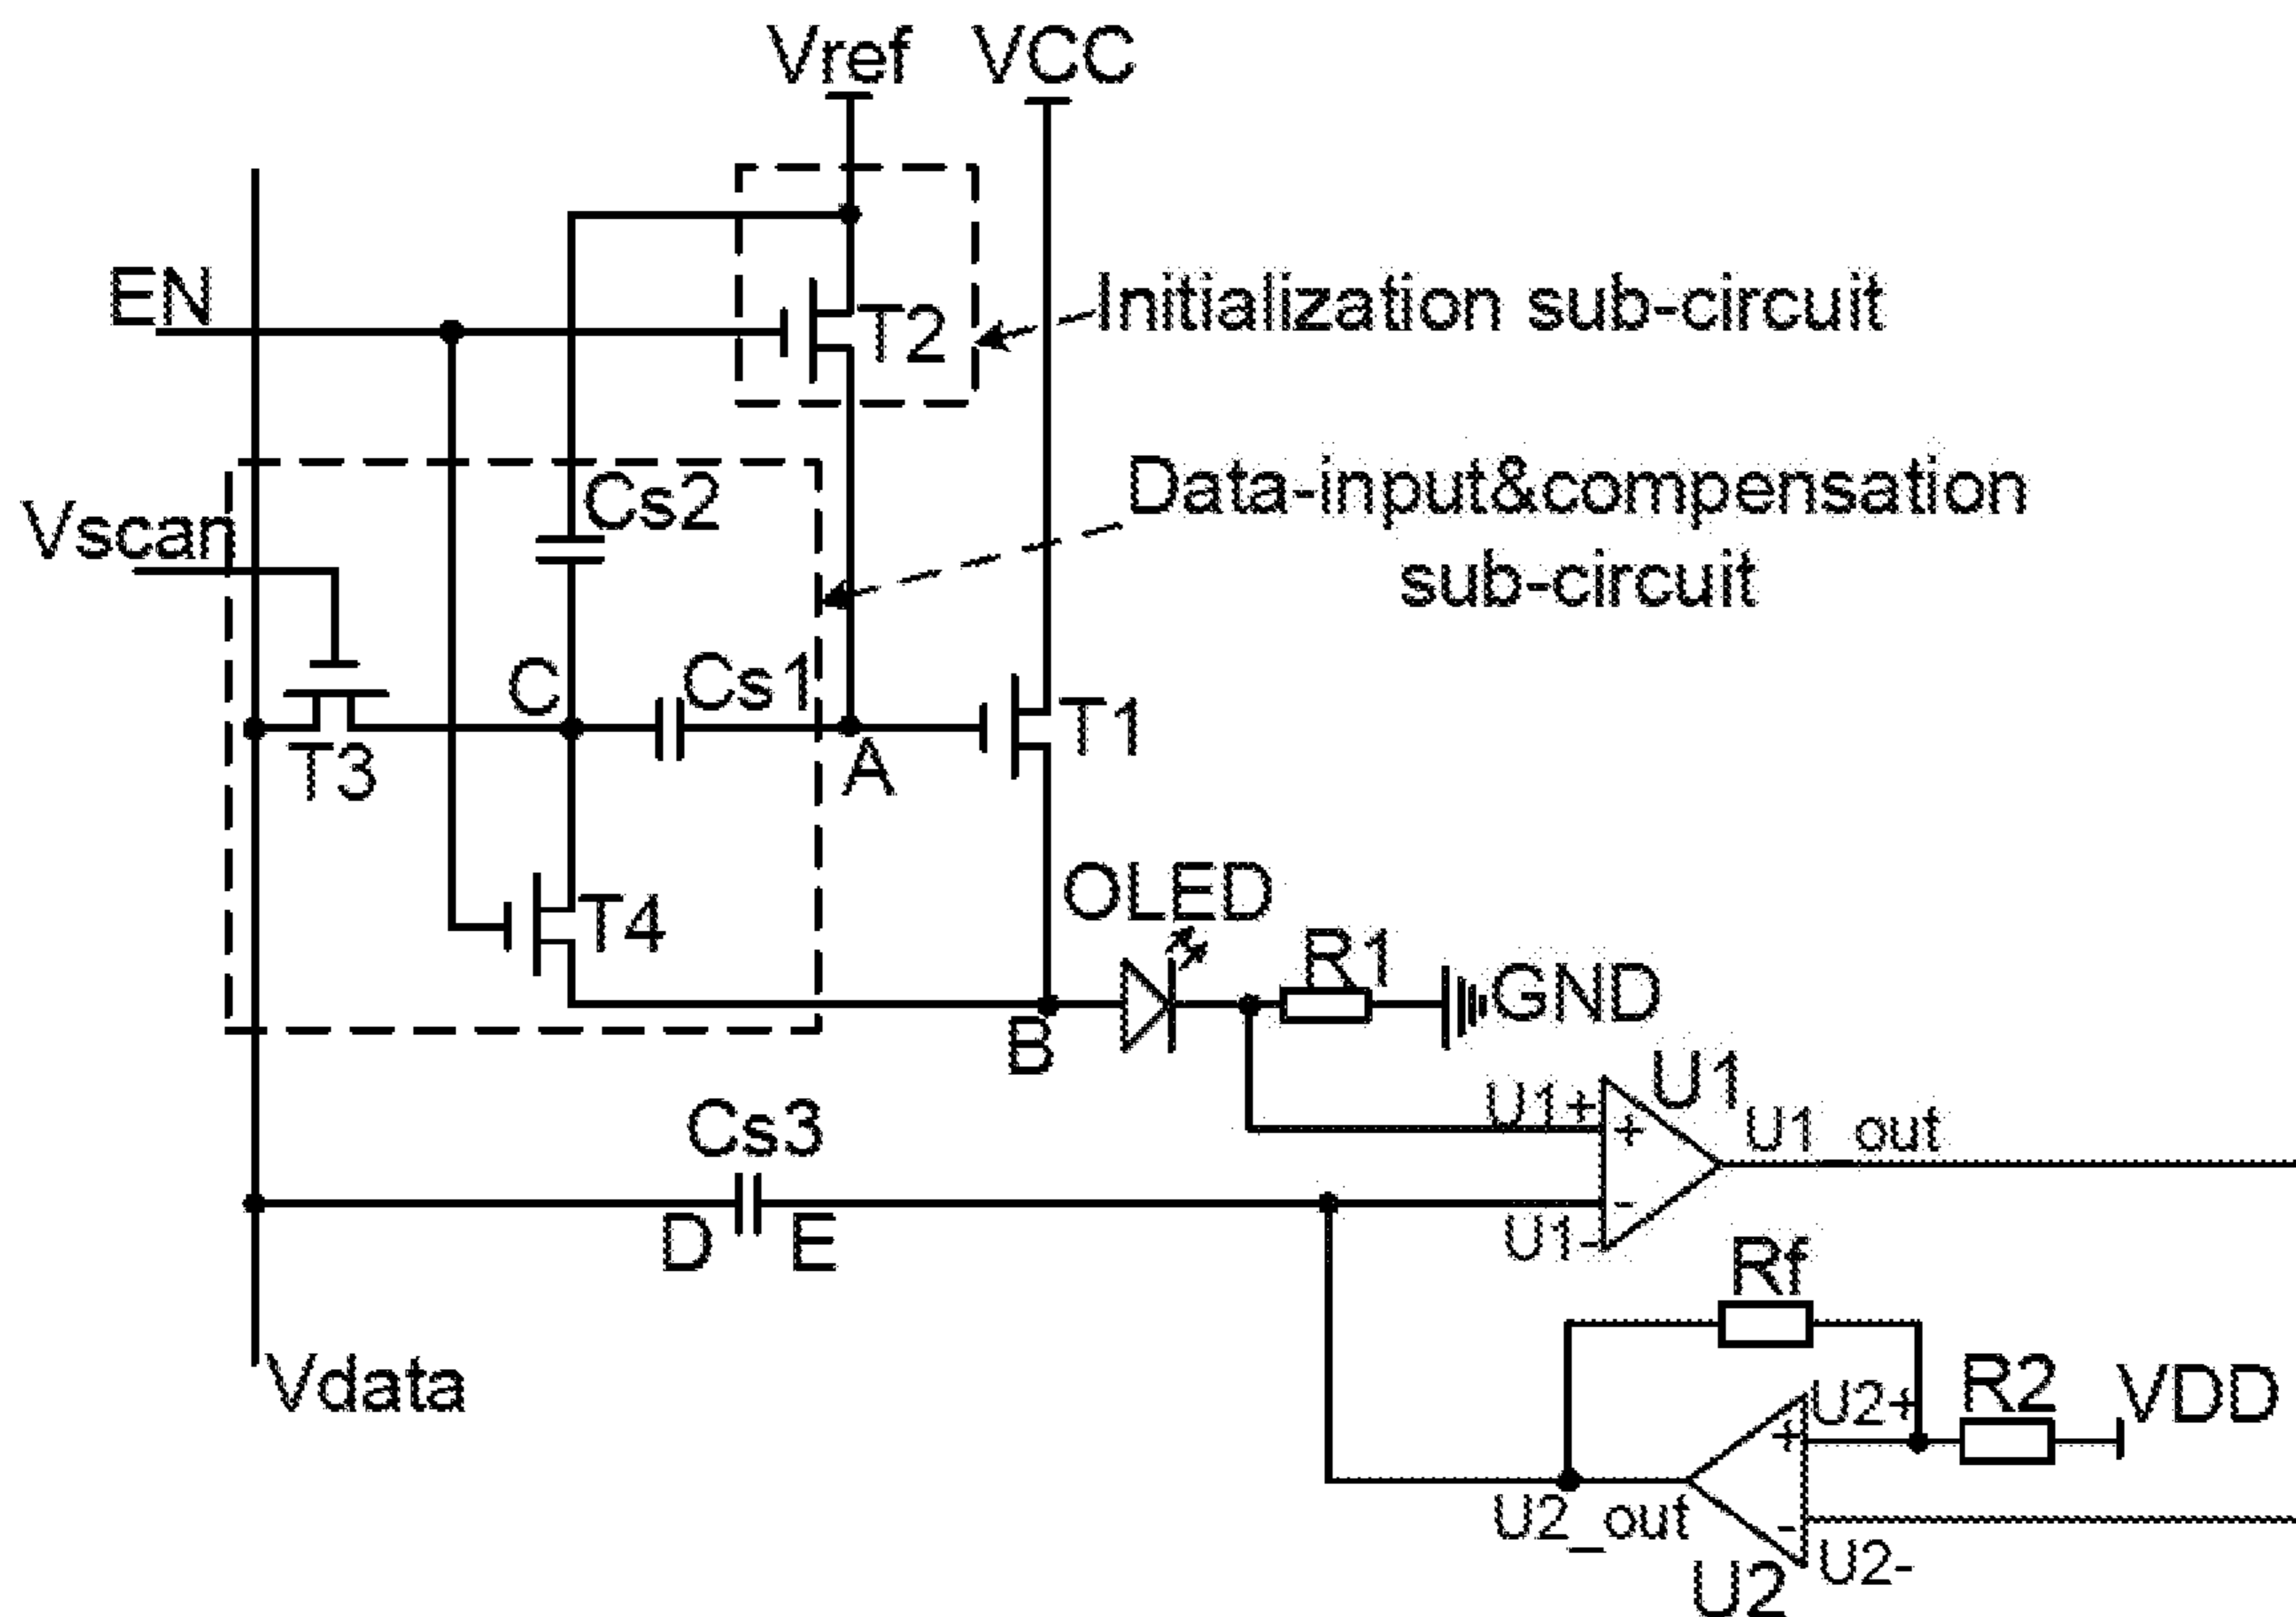 Vref VCC
EN
T2
Initialization sub-circuit
Cs2
Data-input&compensation
sub-circuit
Vscan
C
Cs1
T1
T3
A
OLED
T4
R1
GND
B
U1
Cs3
U1+
+
U1_out
D E
-
U1-
Rf
Vdata
U2+
R2
VDD
+
U2_out
-
U2-
U2